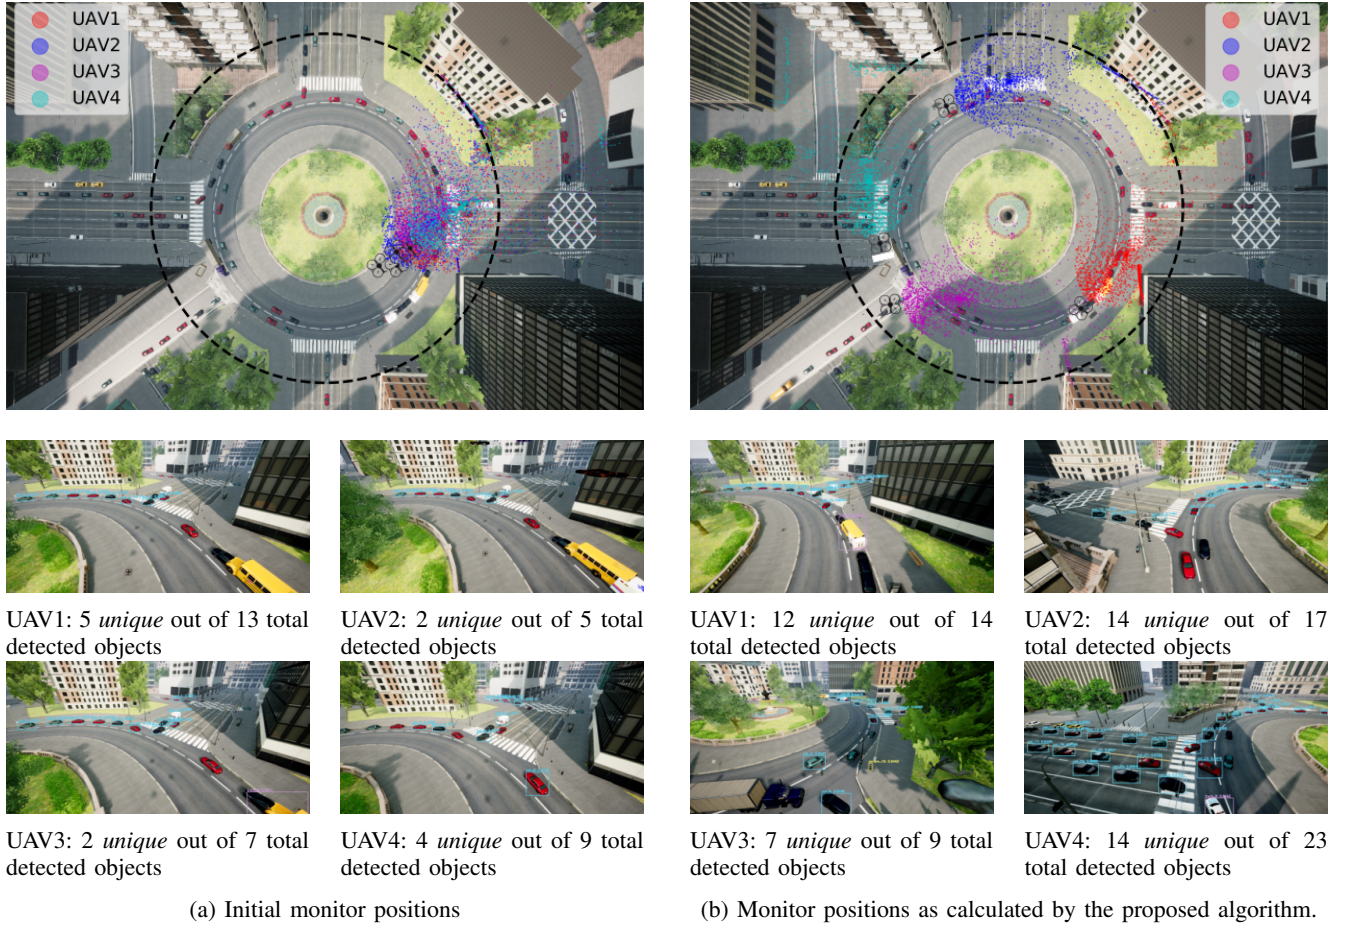 UAV1
UAV2
UAV3
UAV4
UAV1
UAV2
UAV3
UAV4
UAV1: 5 unique out of 13 total
detected objects
UAV2: 2 unique out of 5 total
detected objects
UAV1: 12 unique out of 14
total detected objects
UAV2: 14 unique out of 17
total detected objects
UAV3: 2 unique out of 7 total
detected objects
UAV4: 4 unique out of 9 total
detected objects
UAV3: 7 unique out of 9 total
detected objects
UAV4: 14 unique out of 23
total detected objects
(a) Initial monitor positions
(b) Monitor positions as calculated by the proposed algorithm.